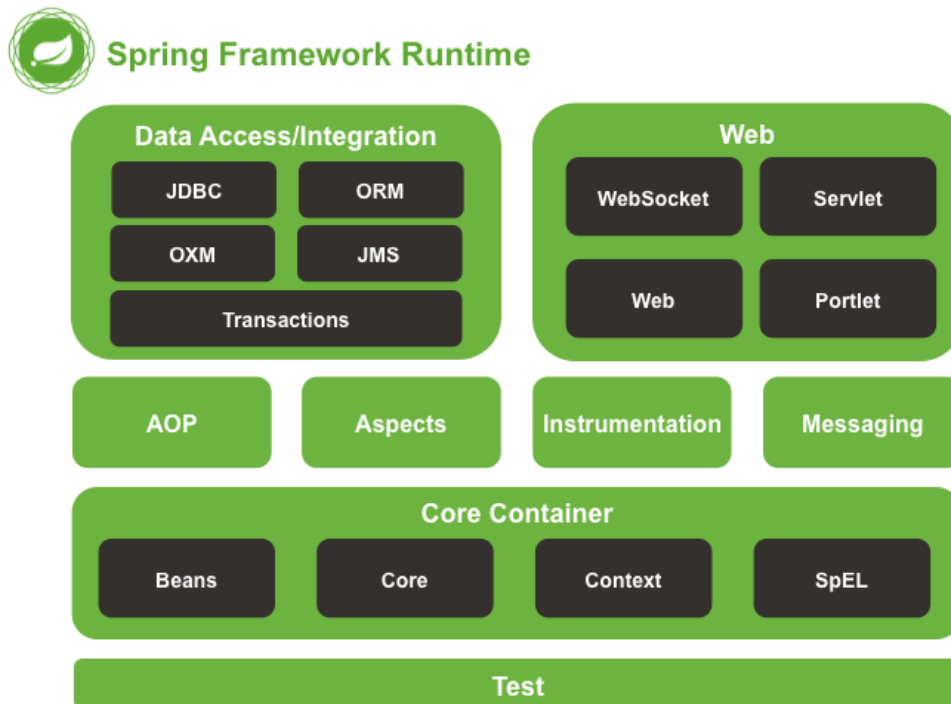 Spring Framework Runtime
Data Access/Integration
JDBC ORM
OXM JMS
Transactions
Web
WebSocket Servlet
Web Portlet
AOP Aspects Instrumentation Messaging
Core Container
Beans Core Context SpEL
Test